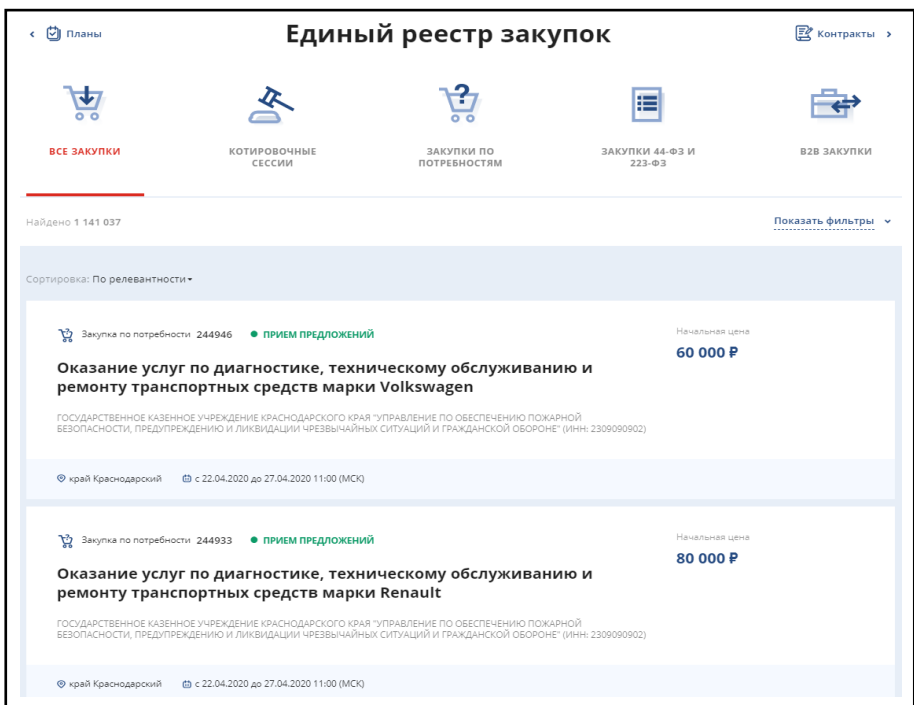 Планы
Единый реестр закупок
Контракты
ВСЕ ЗАКУПКИ
КОТИРОВОЧНЫЕ
СЕССИИ
ЗАКУПКИ ПО
ПОТРЕБНОСТЯМ
ЗАКУПКИ 44-ФЗ И
223-ФЗ
B2B ЗАКУПКИ
Найдено 1 141 037
Показать фильтры
Сортировка: По релевантности
Закупка по потребности 244946 ● ПРИЕМ ПРЕДЛОЖЕНИЙ
Начальная цена
60 000 ₽
Оказание услуг по диагностике, техническому обслуживанию и
ремонту транспортных средств марки Volkswagen
ГОСУДАРСТВЕННОЕ КАЗЕННОЕ УЧРЕЖДЕНИЕ КРАСНОДАРСКОГО КРАЯ "УПРАВЛЕНИЕ ПО ОБЕСПЕЧЕНИЮ ПОЖАРНОЙ
БЕЗОПАСНОСТИ, ПРЕДУПРЕЖДЕНИЮ И ЛИКВИДАЦИИ ЧРЕЗВЫЧАЙНЫХ СИТУАЦИЙ И ГРАЖДАНСКОЙ ОБОРОНЕ" (ИНН: 2309090902)
край Краснодарский с 22.04.2020 до 27.04.2020 11:00 (МСК)
Закупка по потребности 244933 ● ПРИЕМ ПРЕДЛОЖЕНИЙ
Начальная цена
80 000 ₽
Оказание услуг по диагностике, техническому обслуживанию и
ремонту транспортных средств марки Renault
ГОСУДАРСТВЕННОЕ КАЗЕННОЕ УЧРЕЖДЕНИЕ КРАСНОДАРСКОГО КРАЯ "УПРАВЛЕНИЕ ПО ОБЕСПЕЧЕНИЮ ПОЖАРНОЙ
БЕЗОПАСНОСТИ, ПРЕДУПРЕЖДЕНИЮ И ЛИКВИДАЦИИ ЧРЕЗВЫЧАЙНЫХ СИТУАЦИЙ И ГРАЖДАНСКОЙ ОБОРОНЕ" (ИНН: 2309090902)
край Краснодарский с 22.04.2020 до 27.04.2020 11:00 (МСК)